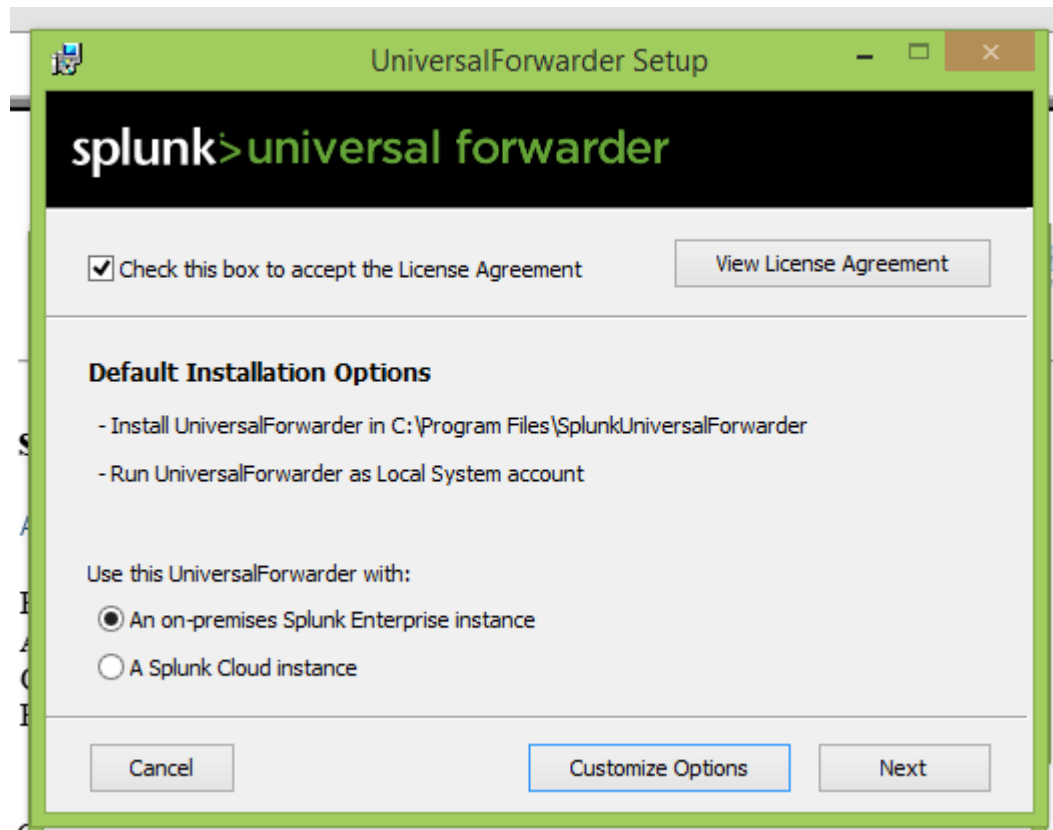 UniversalForwarder Setup
splunk>universal forwarder
Check this box to accept the License Agreement
View License Agreement
Default Installation Options
- Install UniversalForwarder in C:\Program Files\SplunkUniversalForwarder
- Run UniversalForwarder as Local System account
Use this UniversalForwarder with:
An on-premises Splunk Enterprise instance
A Splunk Cloud instance
Cancel
Customize Options
Next